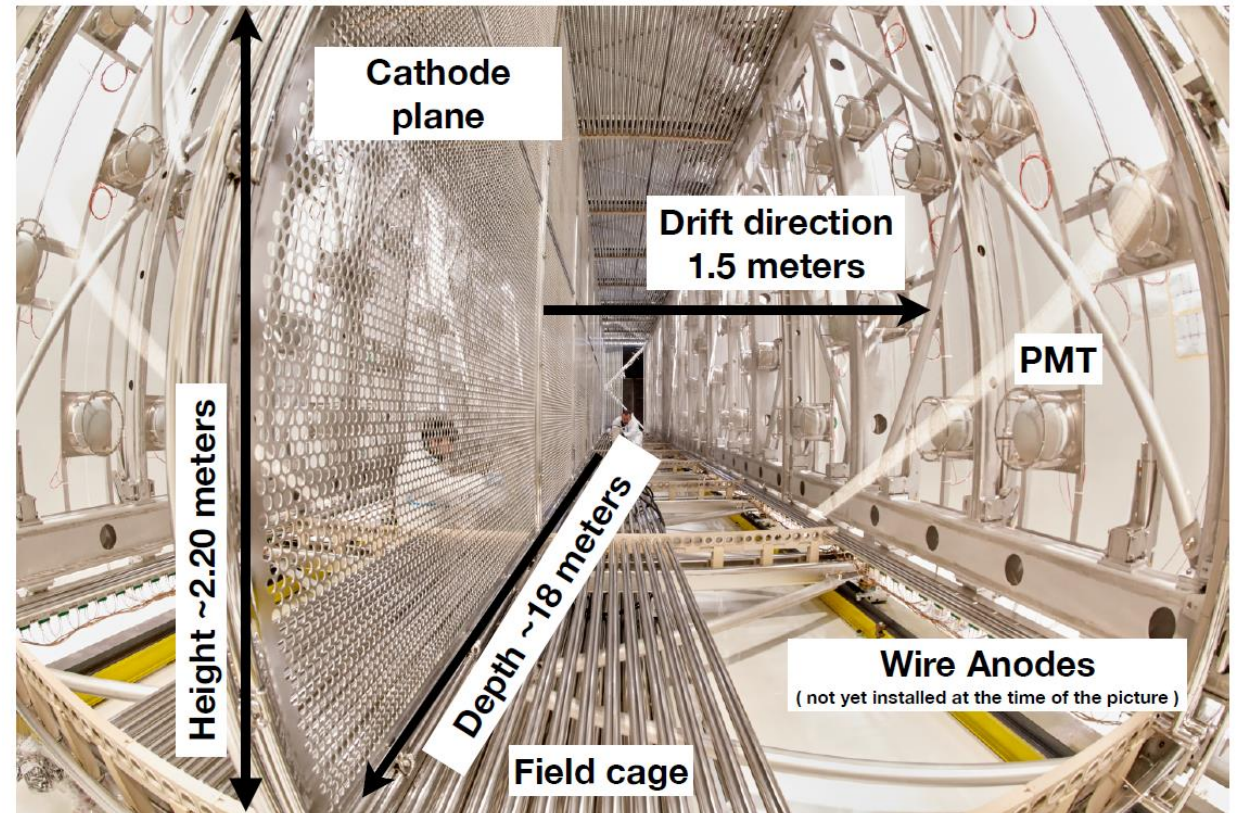 Cathode
plane
Drift direction
1.5 meters
PMT
Height ~2.20 meters
Depth ~18 meters
Wire Anodes
( not yet installed at the time of the picture )
Field cage